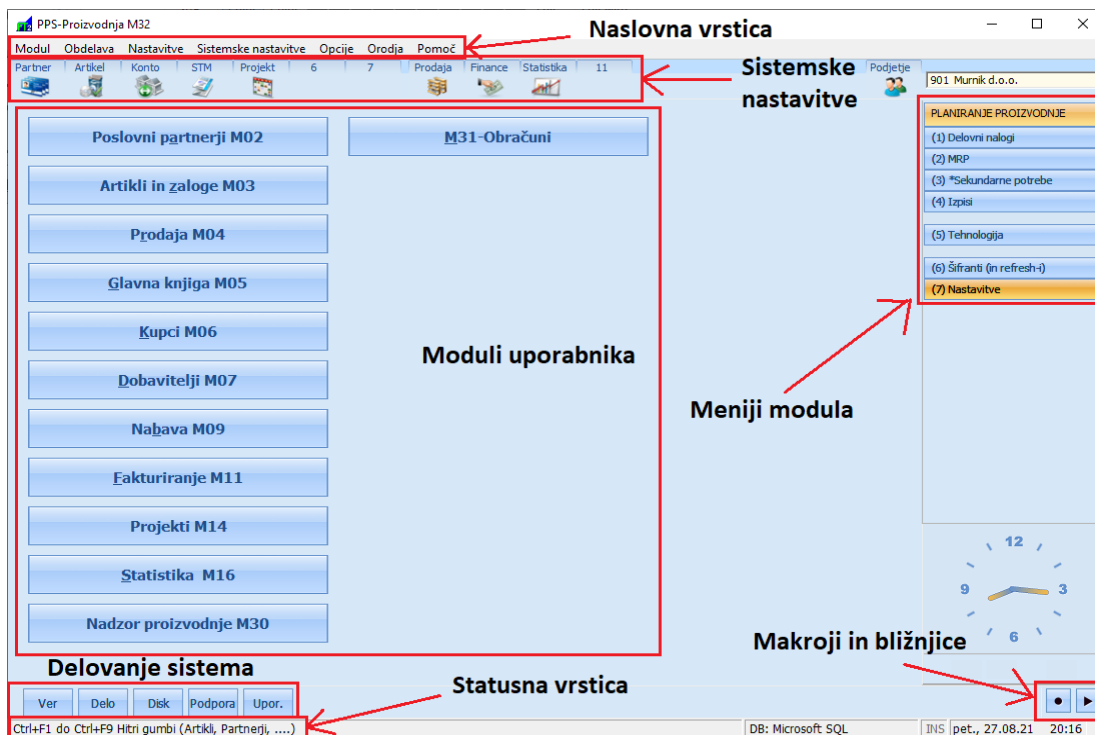 PPS-Proizvodnja M32
Naslovna vrstica
Modul Obdelava Nastavitve Sistemske nastavitve Opcije Orodja Pomoč
Partner Artikel Konto STM Projekt 6 7 Prodaja Finance Statistika 11
Sistemske
nastavitve
Podjetje
901 Murnik d.o.o.
Poslovni partnerji M02
Artikli in zaloge M03
Prodaja M04
Glavna knjiga M05
Kupci M06
Dobavitelji M07
Nabava M09
Fakturiranje M11
Projekti M14
Statistika M16
Nadzor proizvodnje M30
M31-Obračuni
Moduli uporabnika
PLANIRANJE PROIZVODNJE
(1) Delovni nalogi
(2) MRP
(3) *Sekundarne potrebe
(4) Izpisi
(5) Tehnologija
(6) Šifranti (in refresh-i)
(7) Nastavitve
Meniji modula
12
9 3
6
Makroji in bližnjice
Delovanje sistema
Ver Delo Disk Podpora Upor.
Statusna vrstica
Ctrl+F1 do Ctrl+F9 Hitri gumbi (Artikli, Partnerji, ....) DB: Microsoft SQL INS pet., 27.08.21 20:16